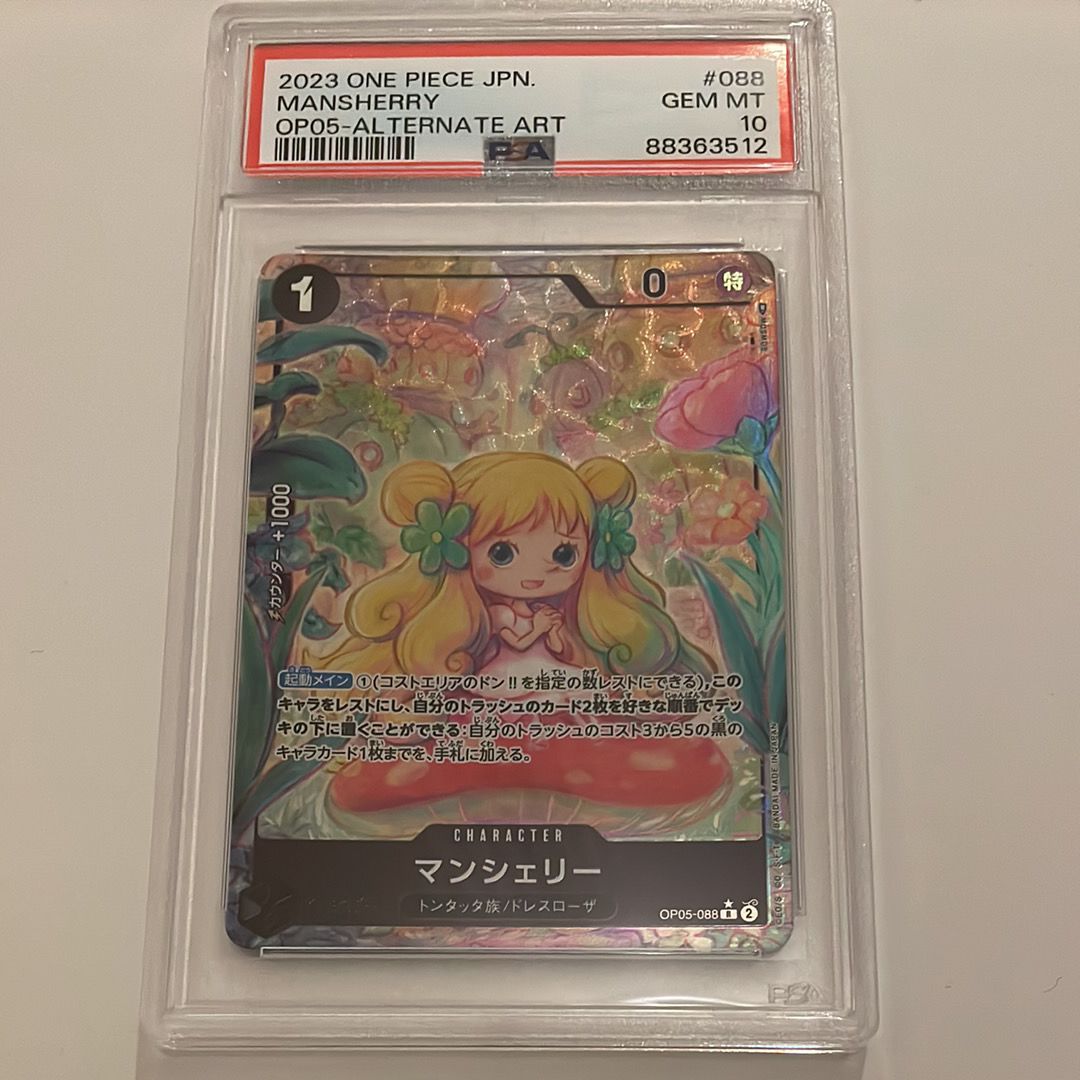 2023 ONE PIECE JPN. #088
MANSHERRY GEM MT
OP05-ALTERNATE ART 10
PSA 88363512
1
0
特
カウンター +1000
起動メイン ①(コストエリアのドン!!を指定の数レストにできる),この
キャラをレストにし、自分のトラッシュのカード2枚を好きな順番でデッ
キの下に置くことができる:自分のトラッシュのコスト3から5の黒の
キャラカード1枚までを、手札に加える。
BANDAI MADE IN JAPAN
CHARACTER
マンシェリー
トンタッタ族/ドレスローザ
OP05-088 R 2
PSA